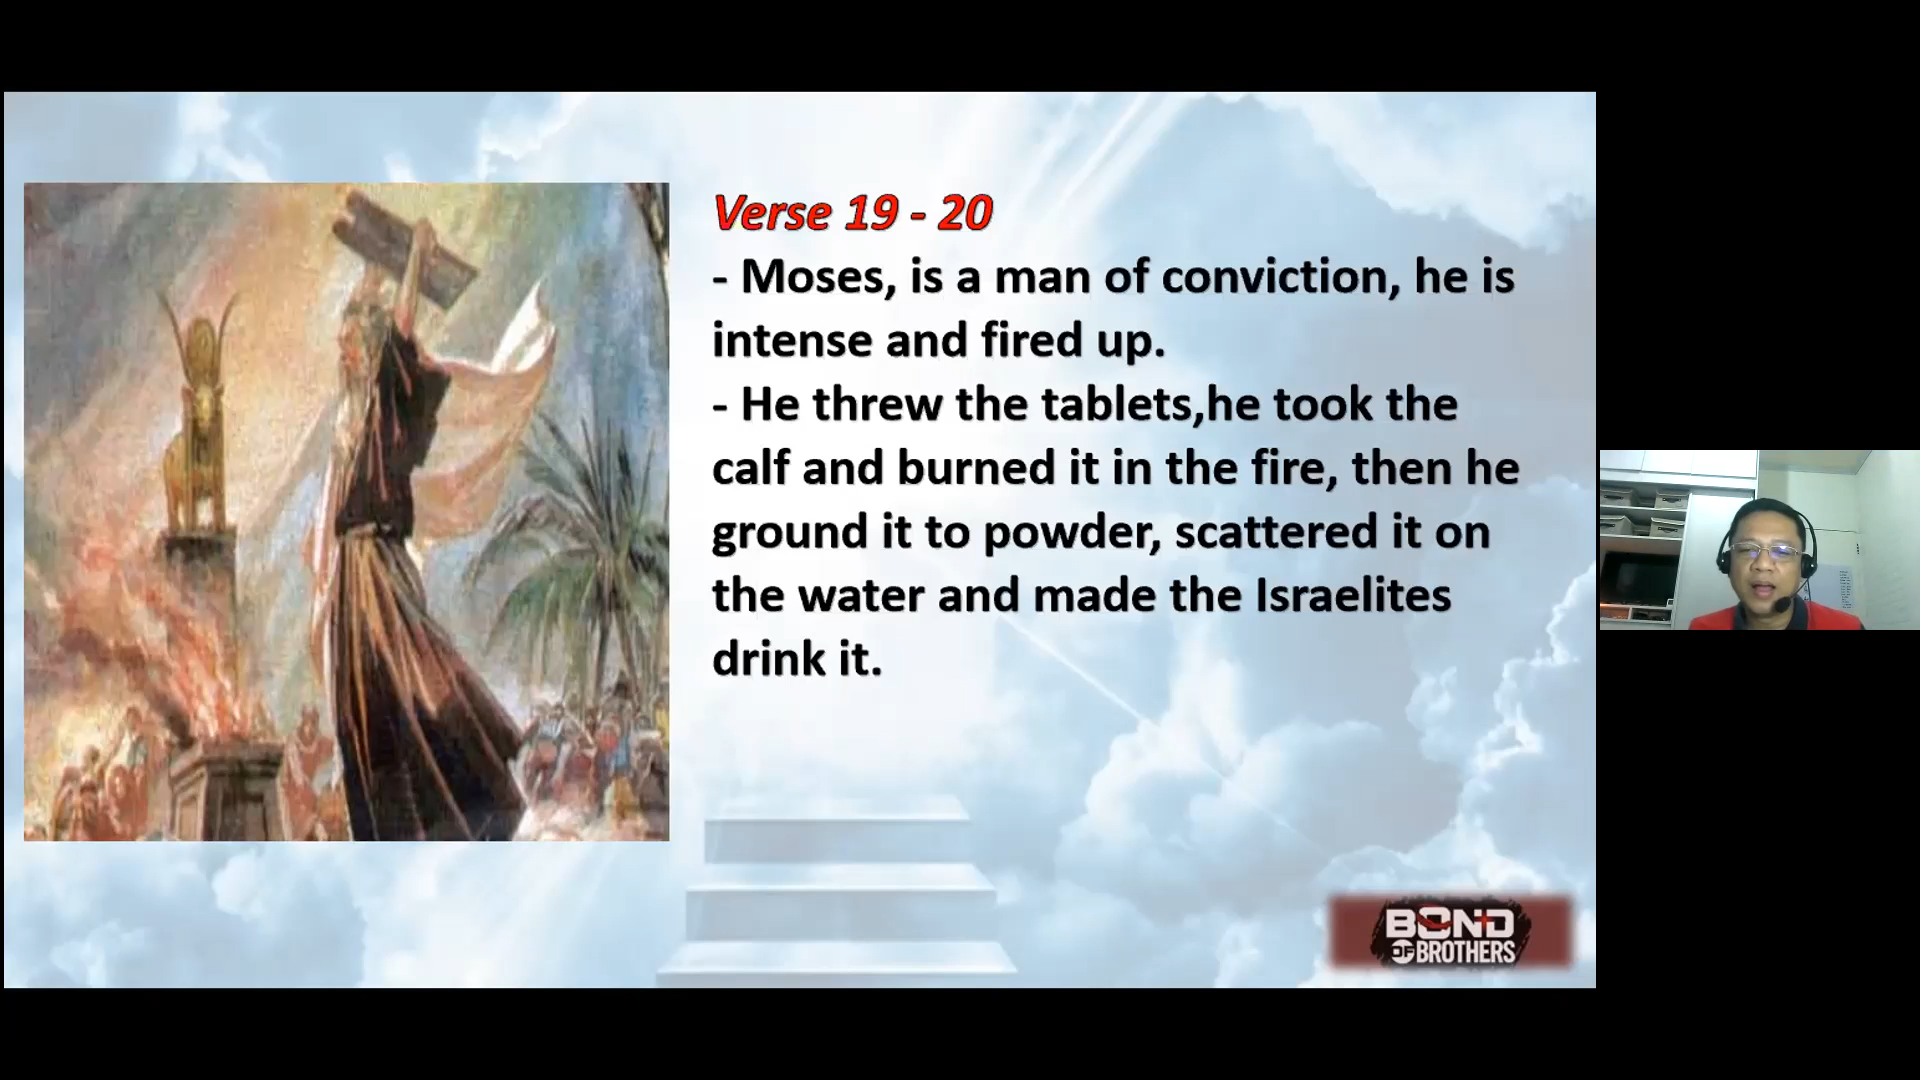 Verse 19 - 20
- Moses, is a man of conviction, he is
intense and fired up.
- He threw the tablets,he took the
calf and burned it in the fire, then he
ground it to powder, scattered it on
the water and made the Israelites
drink it.
BOND
OF BROTHERS